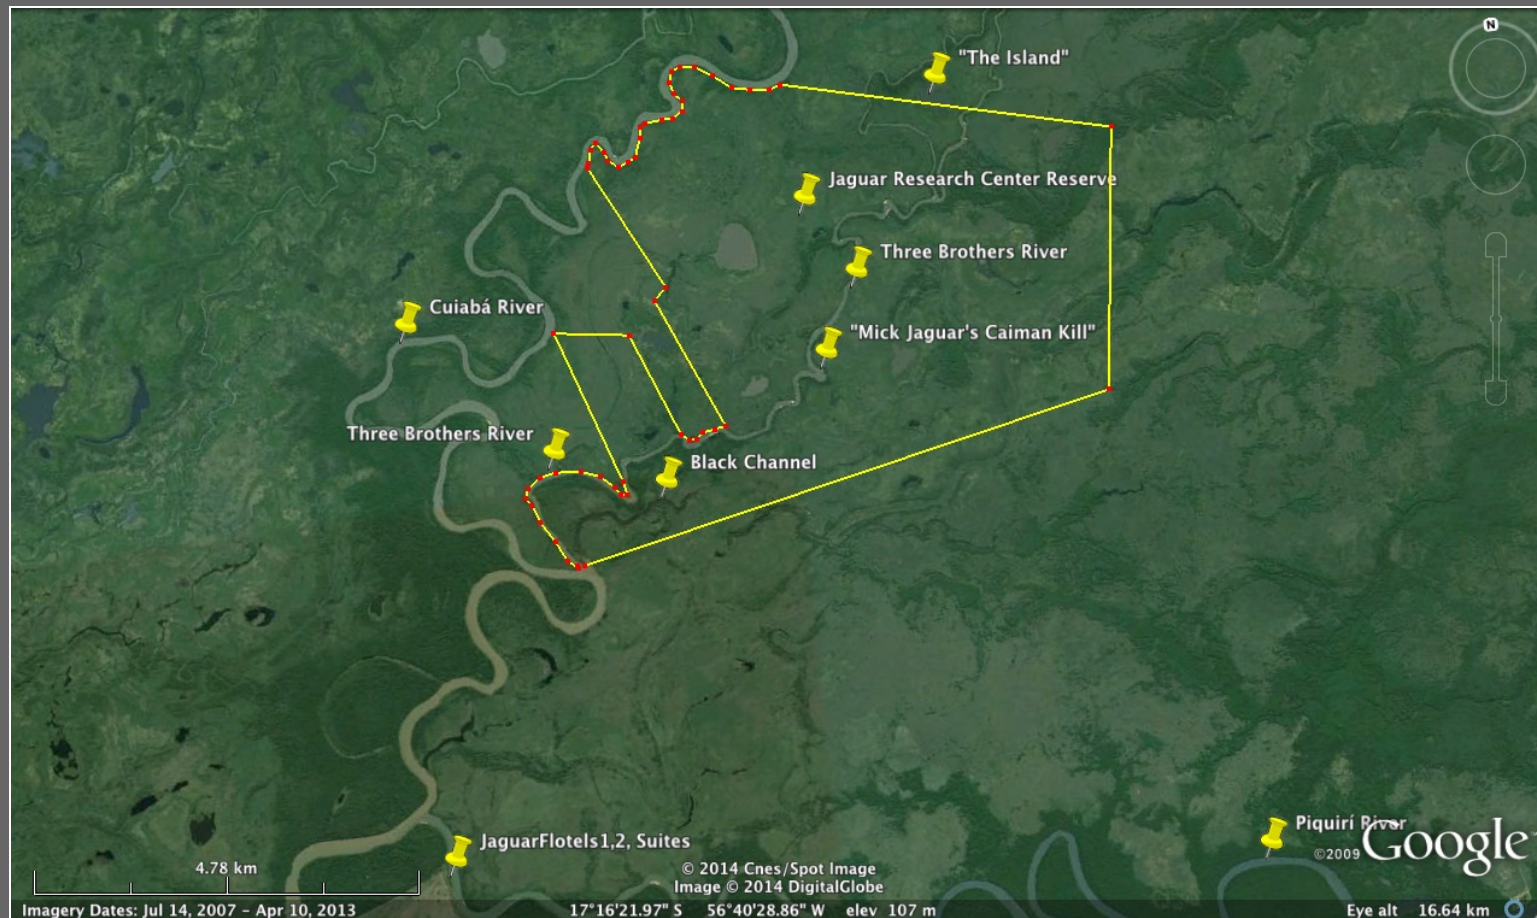 N
"The Island"
Jaguar Research Center Reserve
Three Brothers River
Cuiabá River
"Mick Jaguar's Caiman Kill"
Three Brothers River
Black Channel
Piquirí River
JaguarFlotels1,2, Suites
©2009 Google
4.78 km
© 2014 Cnes/Spot Image
Image © 2014 DigitalGlobe
Imagery Dates: Jul 14, 2007 - Apr 10, 2013 17°16'21.97" S 56°40'28.86" W elev 107 m Eye alt 16.64 km